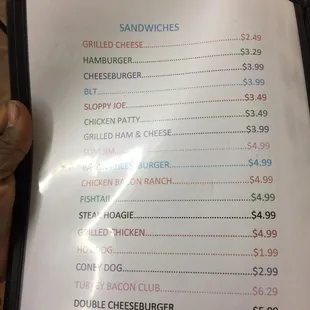 SANDWICHES
GRILLED CHEESE $2.49
HAMBURGER $3.29
CHEESEBURGER $3.99
BLT $3.99
SLOPPY JOE $3.49
CHICKEN PATTY $3.49
GRILLED HAM & CHEESE $3.99
$4.99
$4.99
CHICKEN BACON RANCH $4.99
FISHTAIL $4.99
STEAK HOAGIE $4.99
GRILLED CHICKEN $4.99
HOT DOG $1.99
CONEY DOG $2.99
TURKEY BACON CLUB $6.29
DOUBLE CHEESEBURGER $5.99